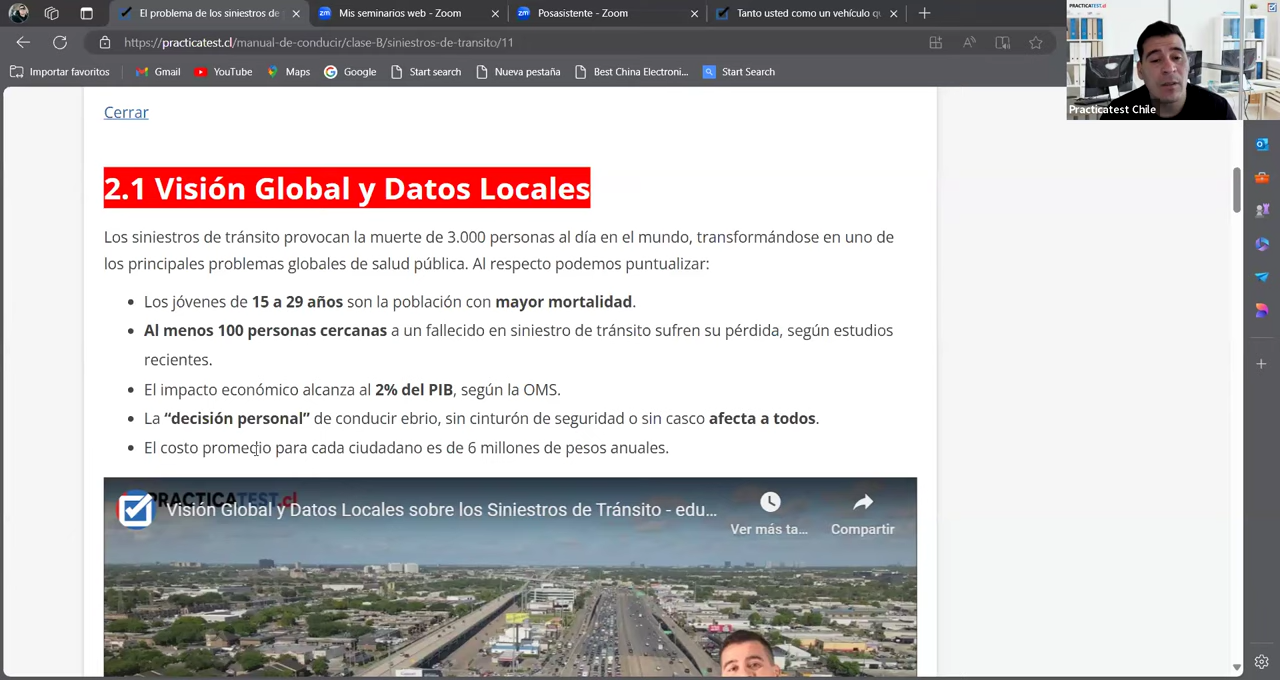 El problema de los siniestros de
Mis seminarios web - Zoom
Posasistente - Zoom
Tanto usted como un vehículo qu
https://practicatest.cl/manual-de-conducir/clase-B/siniestros-de-transito/11
Importar favoritos
Gmail
YouTube
Maps
Google
Start search
Nueva pestaña
Best China Electroni...
Start Search
PRACTICATEST.cl
Practicatest Chile
Cerrar
2.1 Visión Global y Datos Locales
Los siniestros de tránsito provocan la muerte de 3.000 personas al día en el mundo, transformándose en uno de
los principales problemas globales de salud pública. Al respecto podemos puntualizar:
Los jóvenes de 15 a 29 años son la población con mayor mortalidad.
Al menos 100 personas cercanas a un fallecido en siniestro de tránsito sufren su pérdida, según estudios
recientes.
El impacto económico alcanza al 2% del PIB, según la OMS.
La “decisión personal” de conducir ebrio, sin cinturón de seguridad o sin casco afecta a todos.
El costo promedio para cada ciudadano es de 6 millones de pesos anuales.
PRACTICATEST.cl
Visión Global y Datos Locales sobre los Siniestros de Tránsito - edu...
Ver más ta...
Compartir